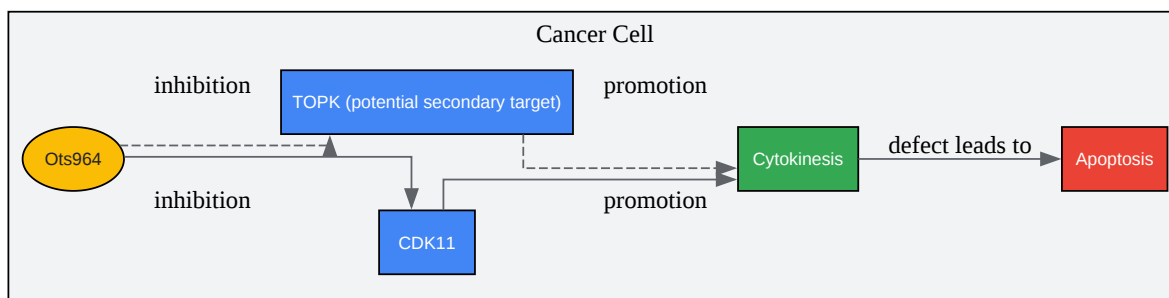 Cancer Cell
inhibition
TOPK (potential secondary target)
promotion
Ots964
Cytokinesis
defect leads to
Apoptosis
inhibition
promotion
CDK11